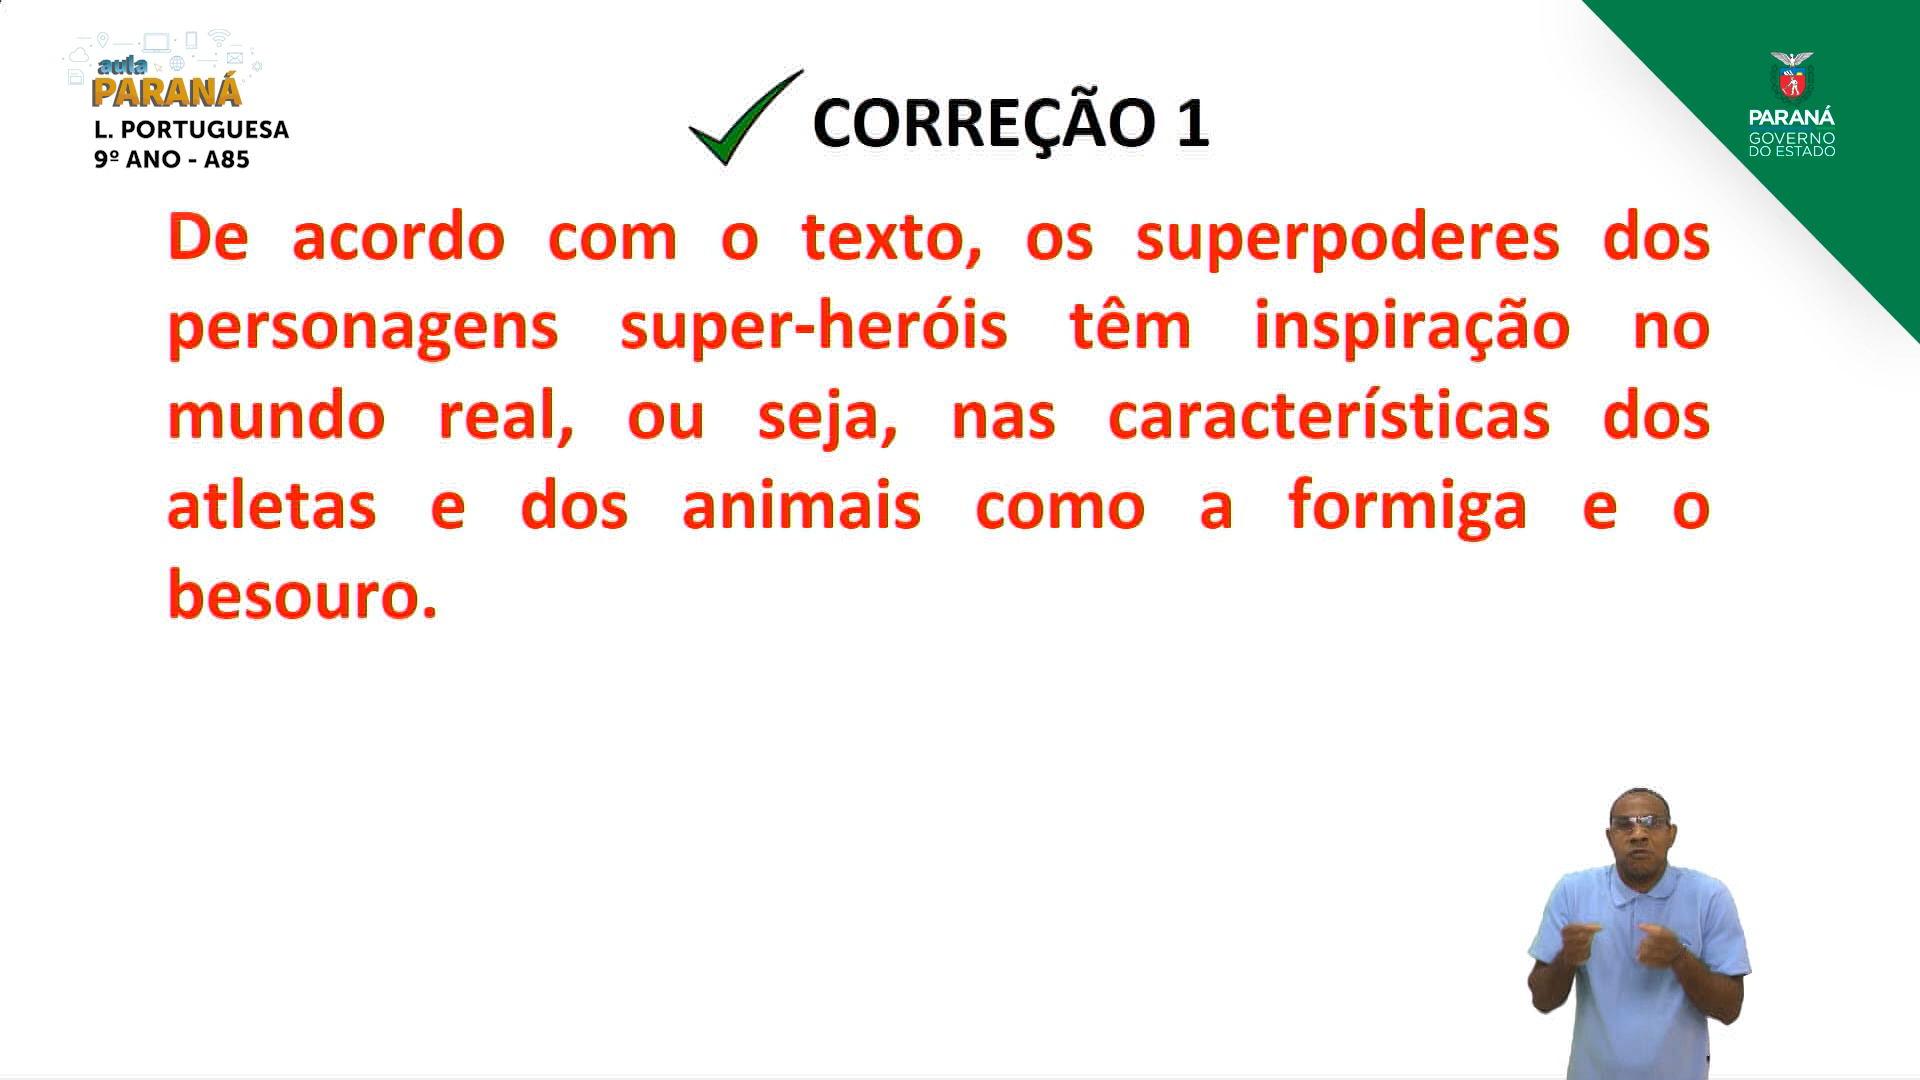 aula
PARANÁ
L. PORTUGUESA
9º ANO - A85
CORREÇÃO 1
PARANÁ
GOVERNO
DO ESTADO
De acordo com o texto, os superpoderes dos
personagens super-heróis têm inspiração no
mundo real, ou seja, nas características dos
atletas e dos animais como a formiga e o
besouro.